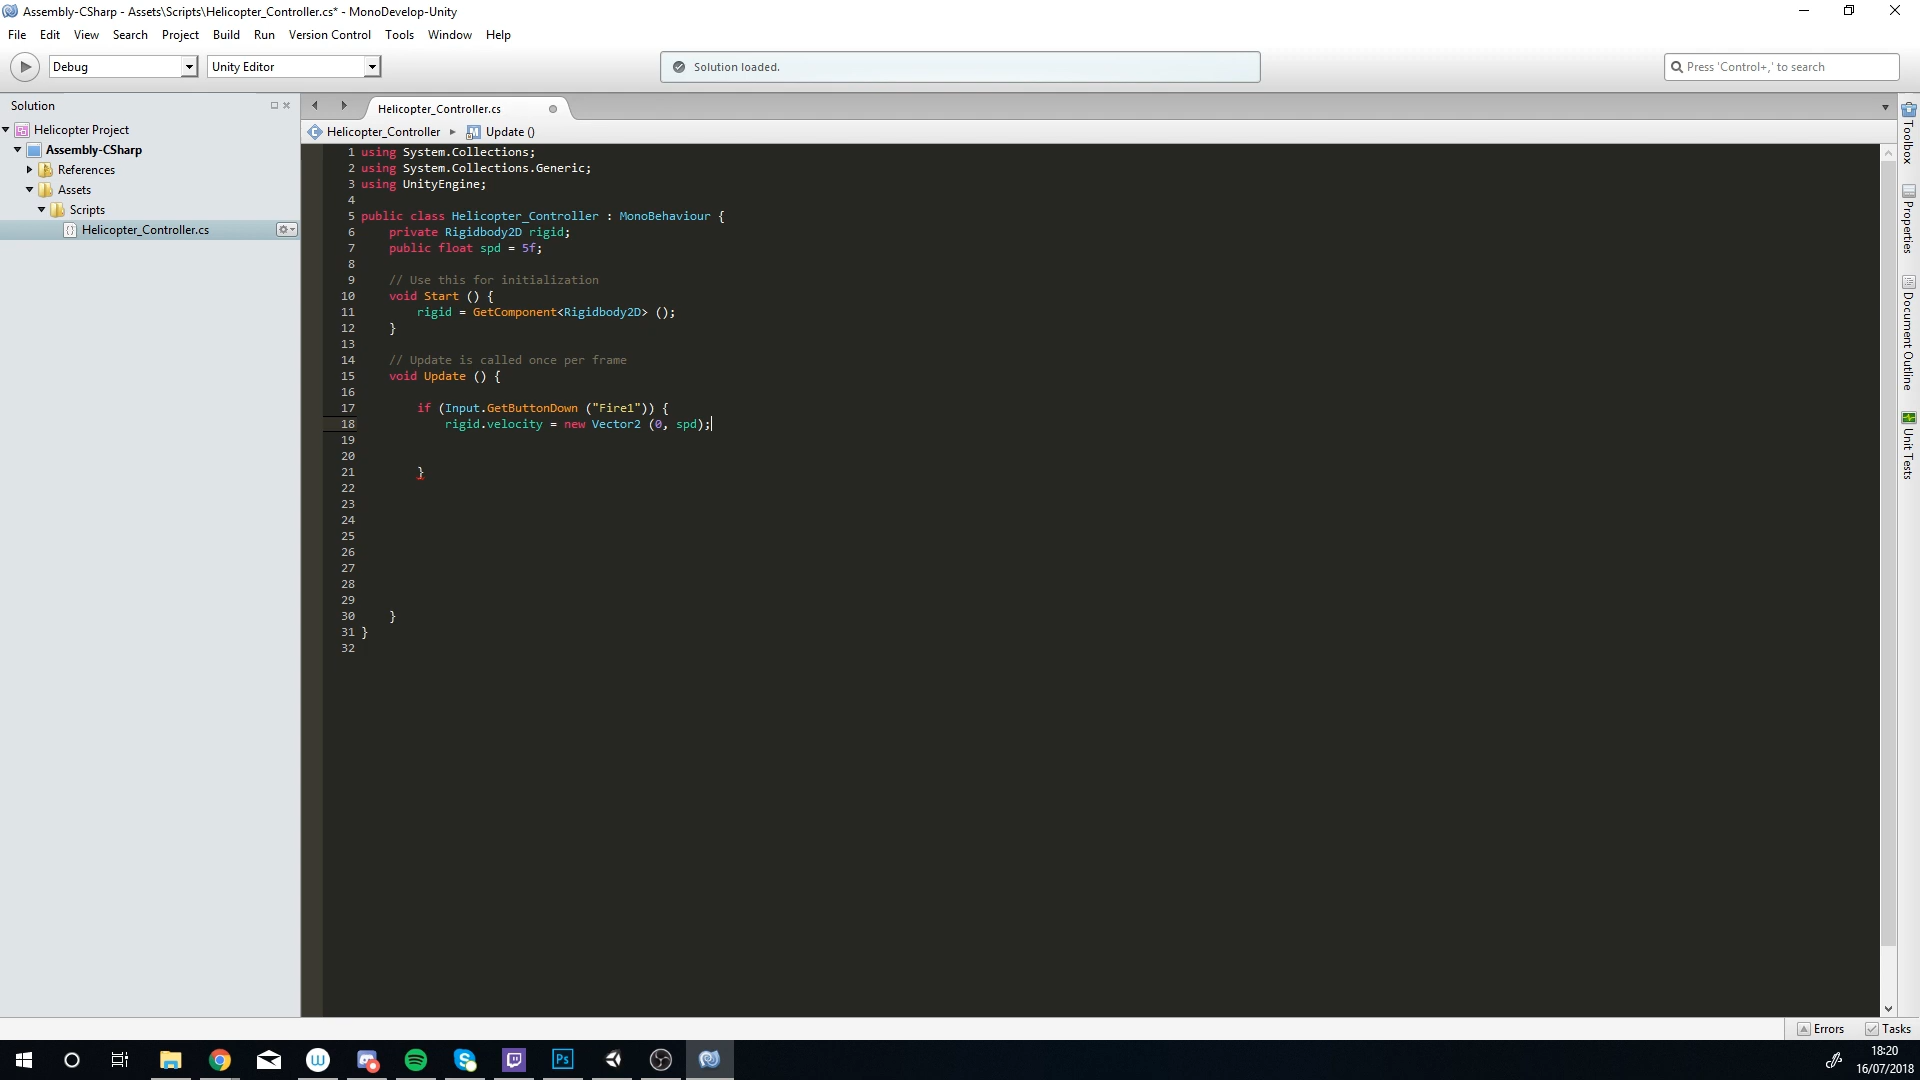 Assembly-CSharp - Assets\Scripts\Helicopter_Controller.cs* - MonoDevelop-Unity
File Edit View Search Project Build Run Version Control Tools Window Help
Debug
Unity Editor
Solution loaded.
Press 'Control+,' to search
Solution
Helicopter Project
Assembly-CSharp
References
Assets
Scripts
Helicopter_Controller.cs
Helicopter_Controller.cs
Helicopter_Controller
Update ()
1 using System.Collections;
2 using System.Collections.Generic;
3 using UnityEngine;
4
5 public class Helicopter_Controller : MonoBehaviour {
6 private Rigidbody2D rigid;
7 public float spd = 5f;
8
9 // Use this for initialization
10 void Start () {
11 rigid = GetComponent<Rigidbody2D> ();
12 }
13
14 // Update is called once per frame
15 void Update () {
16
17 if (Input.GetButtonDown ("Fire1")) {
18 rigid.velocity = new Vector2 (0, spd);
19
20
21 }
22
23
24
25
26
27
28
29
30 }
31 }
32
Toolbox
Properties
Document Outline
Unit Tests
Errors
Tasks
Ps
18:20
16/07/2018